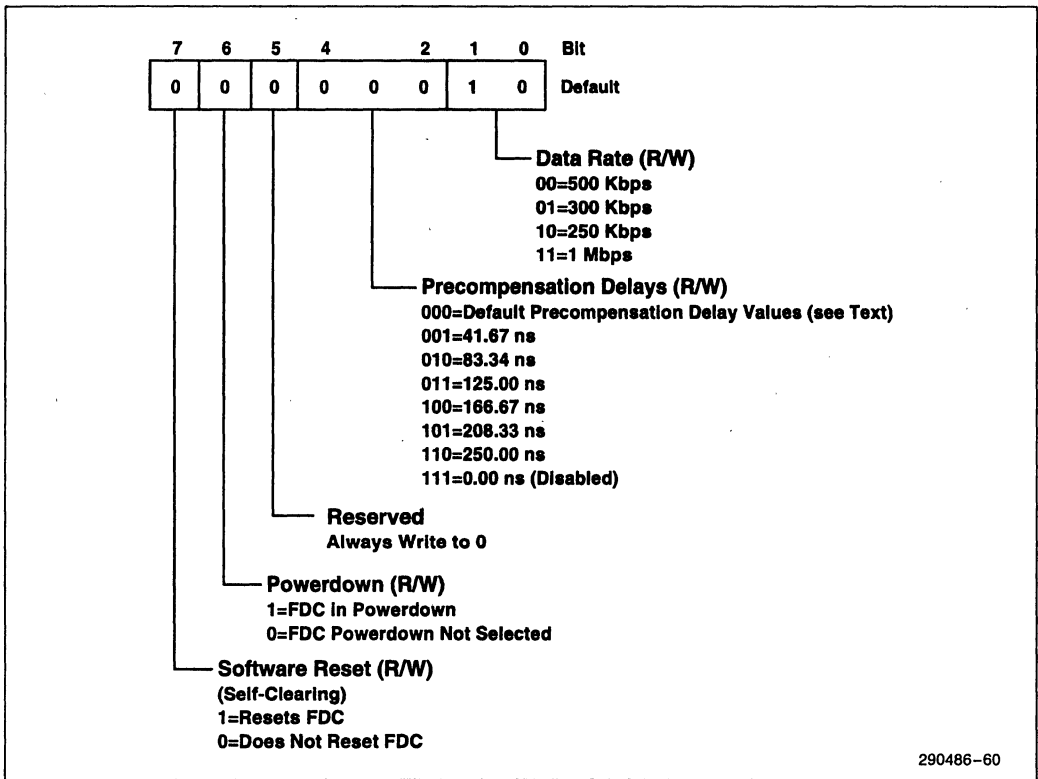 7 6 5 4 2 1 0 Bit
0 0 0 0 0 0 1 0 Default
Data Rate (R/W)
00=500 Kbps
01=300 Kbps
10=250 Kbps
11=1 Mbps
Precompensation Delays (R/W)
000=Default Precompensation Delay Values (see Text)
001=41.67 ns
010=83.34 ns
011=125.00 ns
100=166.67 ns
101=208.33 ns
110=250.00 ns
111=0.00 ns (Disabled)
Reserved
Always Write to 0
Powerdown (R/W)
1=FDC in Powerdown
0=FDC Powerdown Not Selected
Software Reset (R/W)
(Self-Clearing)
1=Resets FDC
0=Does Not Reset FDC
290486–60